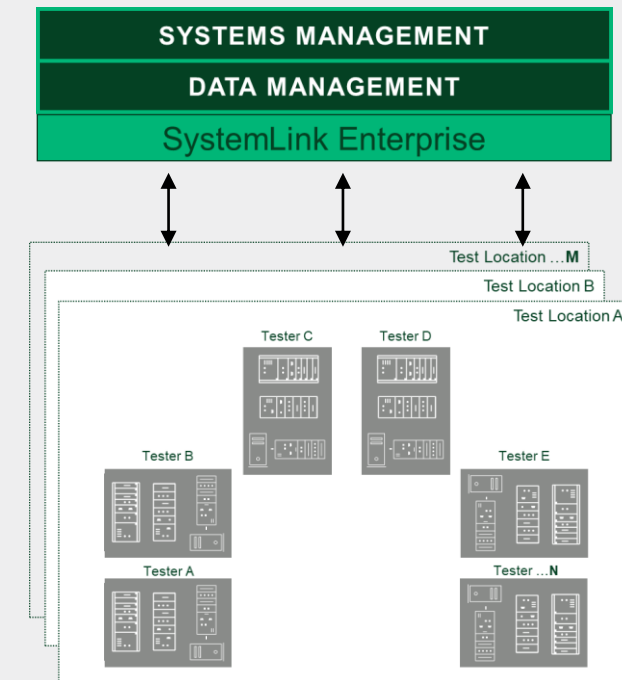 SYSTEMS MANAGEMENT
DATA MANAGEMENT
SystemLink Enterprise
Test Location ...M
Test Location B
Test Location A
Tester C
Tester D
Tester B
Tester E
Tester A
Tester ...N